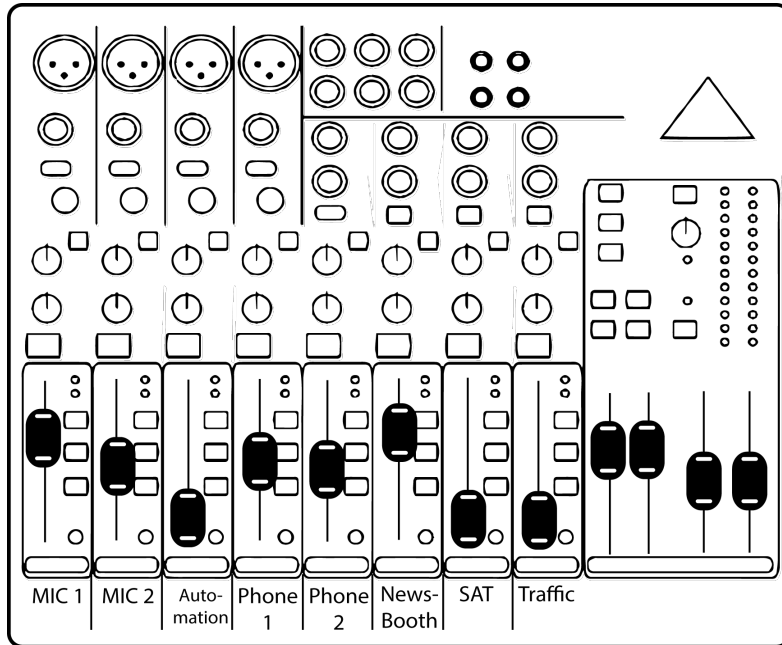 MIC 1
MIC 2
Auto-
mation
Phone
1
Phone
2
News-
Booth
SAT
Traffic